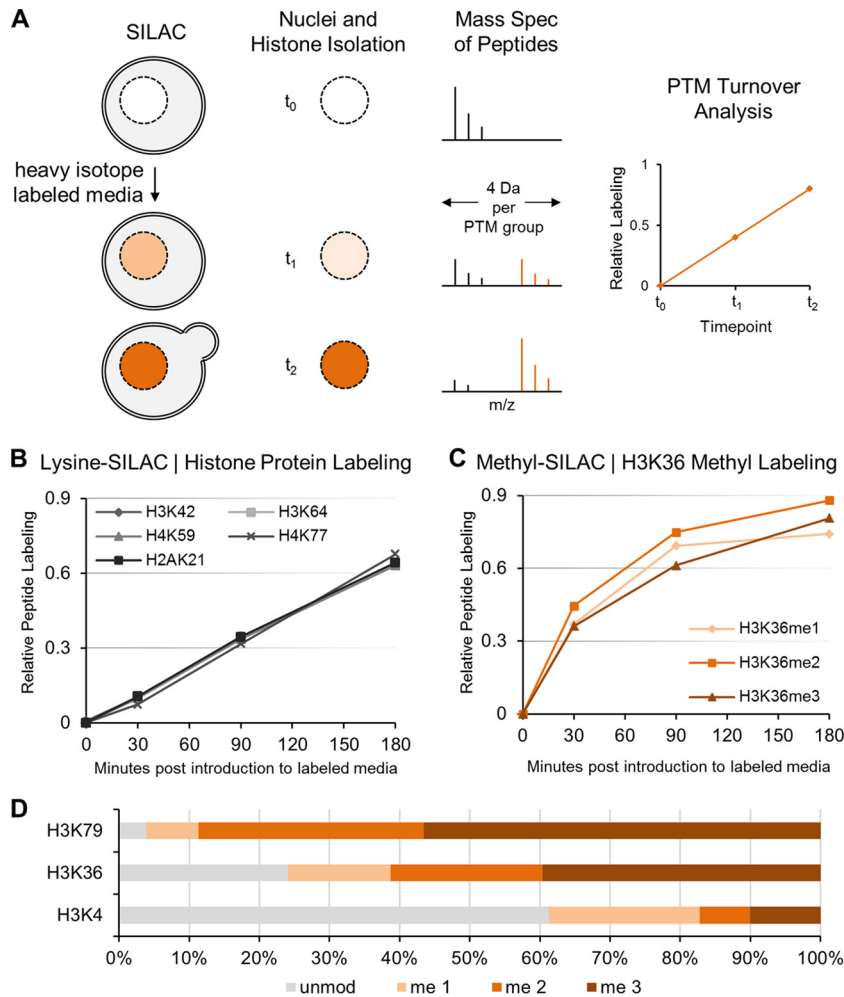 A
SILAC
Nuclei and
Histone Isolation
Mass Spec
of Peptides
PTM Turnover
Analysis
t0
heavy isotope
labeled media
4 Da
per
PTM group
t1
t2
m/z
Relative Labeling
1
0.5
0
t0
t1
t2
Timepoint
B
Lysine-SILAC | Histone Protein Labeling
Relative Peptide Labeling
0.9
0.6
0.3
0
H3K42
H3K64
H4K59
H4K77
H2AK21
0 30 60 90 120 150 180
Minutes post introduction to labeled media
C
Methyl-SILAC | H3K36 Methyl Labeling
Relative Peptide Labeling
0.9
0.6
0.3
0
H3K36me1
H3K36me2
H3K36me3
0 30 60 90 120 150 180
Minutes post introduction to labeled media
D
H3K79
H3K36
H3K4
0% 10% 20% 30% 40% 50% 60% 70% 80% 90% 100%
unmod me 1 me 2 me 3